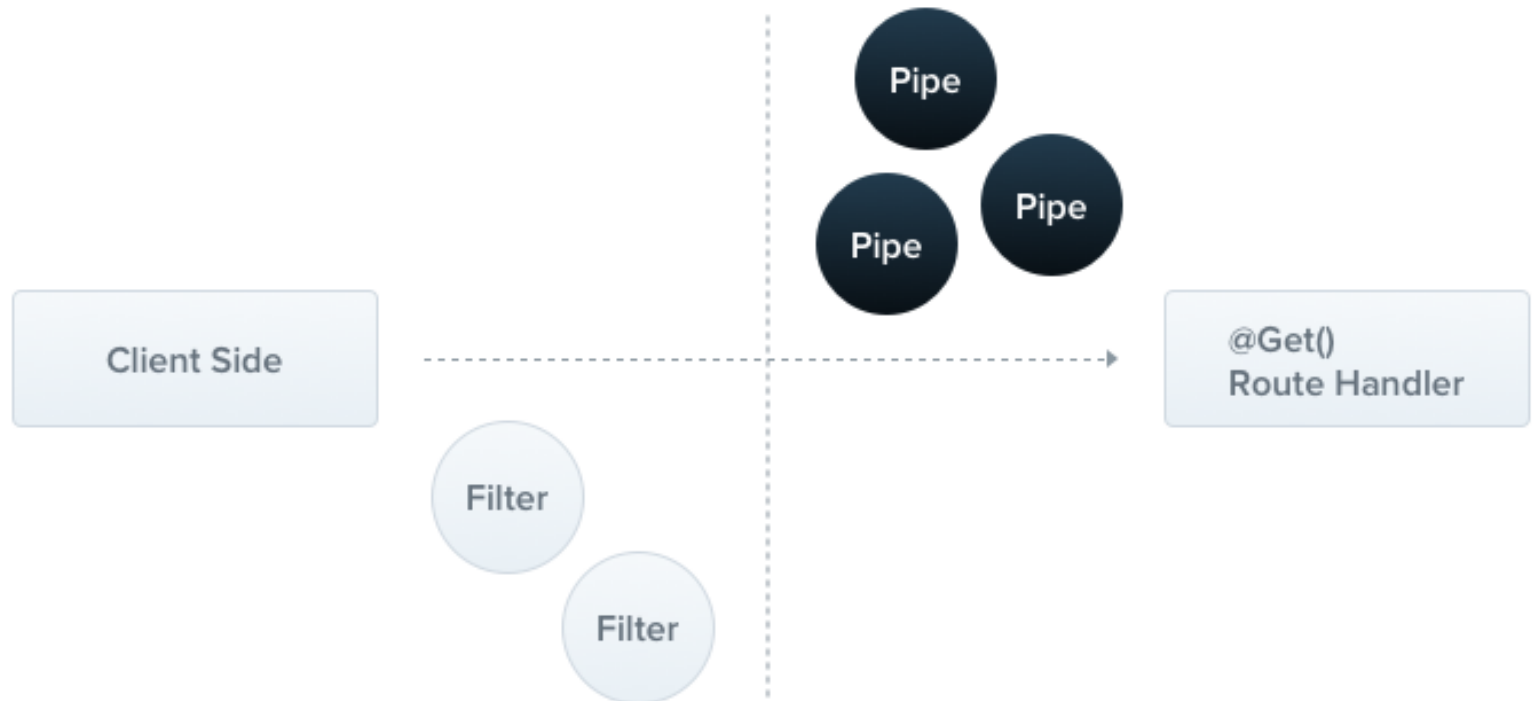 Pipe
Pipe
Pipe
Client Side
@Get()
Route Handler
Filter
Filter